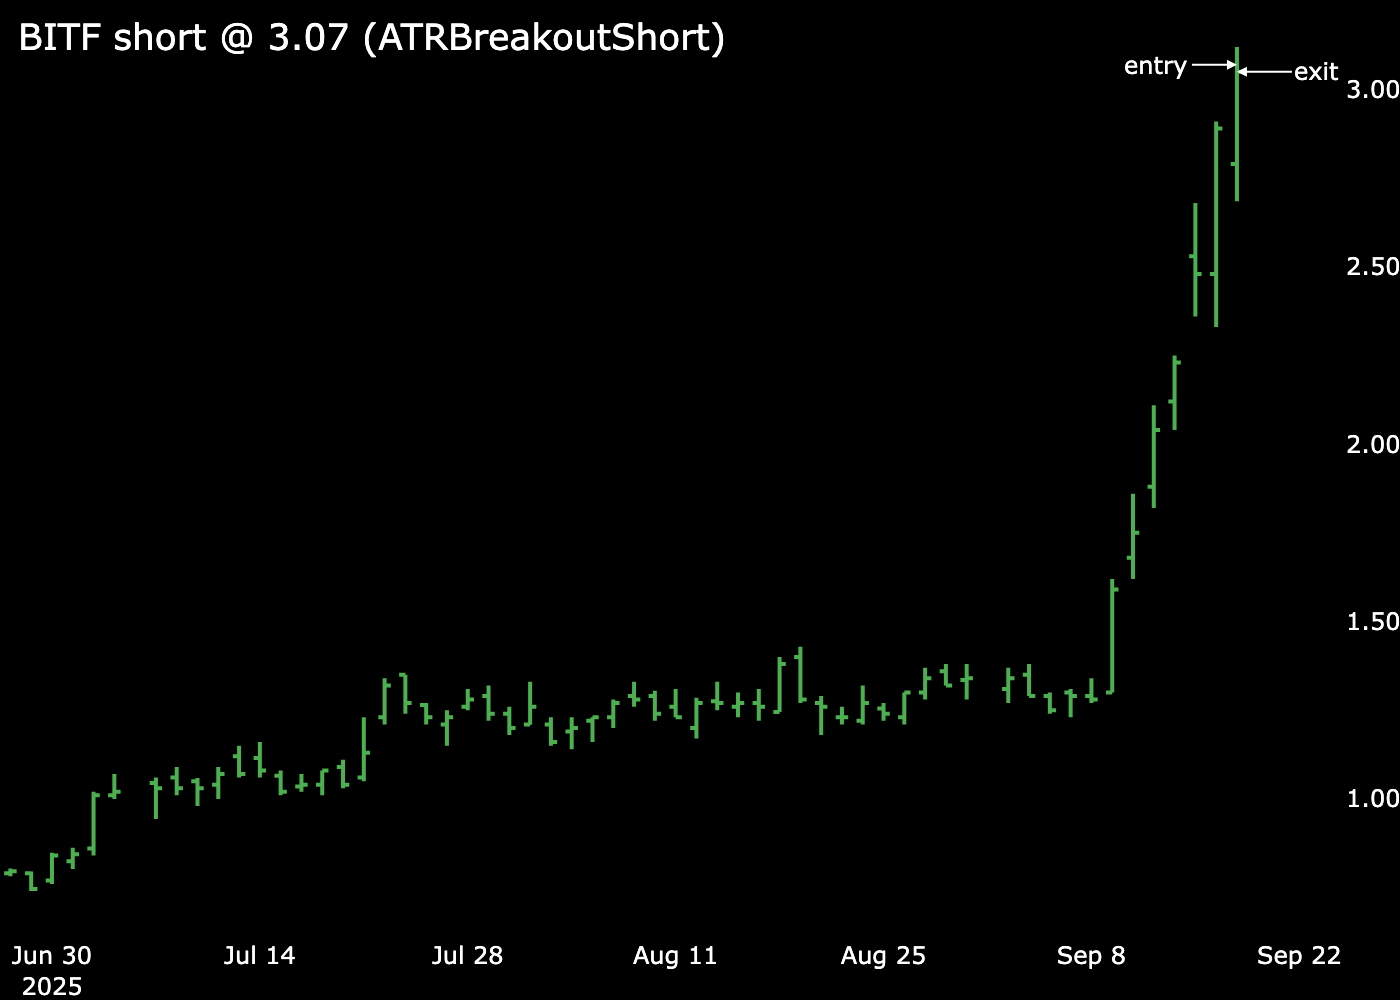 BITF short @ 3.07 (ATRBreakoutShort)
entry
exit
3.00
2.50
2.00
1.50
1.00
Jun 30
2025
Jul 14
Jul 28
Aug 11
Aug 25
Sep 8
Sep 22